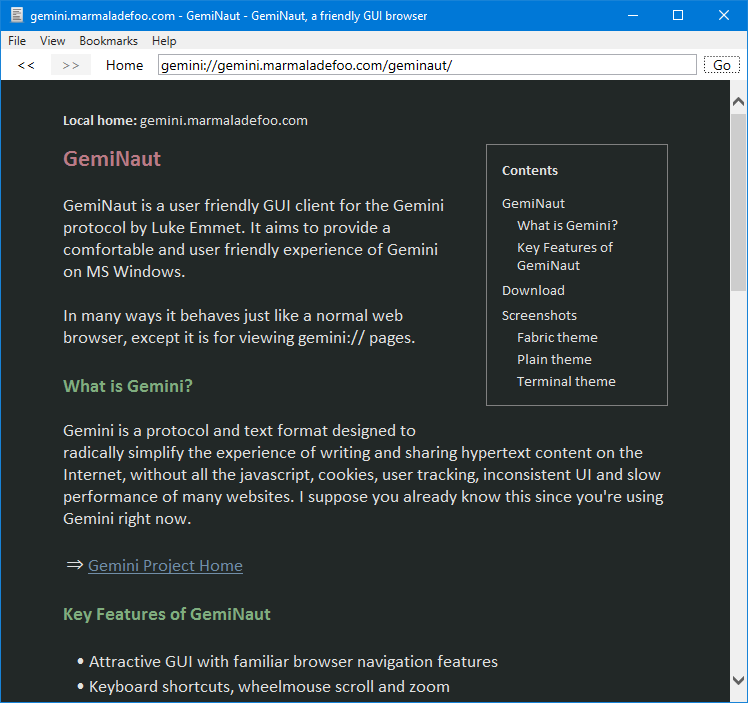 gemini.marmaladefoo.com - GemiNaut - GemiNaut, a friendly GUI browser
File View Bookmarks Help
<< >> Home gemini://gemini.marmaladefoo.com/geminaut/ Go
Local home: gemini.marmaladefoo.com
GemiNaut
GemiNaut is a user friendly GUI client for the Gemini
protocol by Luke Emmet. It aims to provide a
comfortable and user friendly experience of Gemini
on MS Windows.
In many ways it behaves just like a normal web
browser, except it is for viewing gemini:// pages.
Contents
GemiNaut
What is Gemini?
Key Features of
GemiNaut
Download
Screenshots
Fabric theme
Plain theme
Terminal theme
What is Gemini?
Gemini is a protocol and text format designed to
radically simplify the experience of writing and sharing hypertext content on the
Internet, without all the javascript, cookies, user tracking, inconsistent UI and slow
performance of many websites. I suppose you already know this since you're using
Gemini right now.
⇒ Gemini Project Home
Key Features of GemiNaut
• Attractive GUI with familiar browser navigation features
• Keyboard shortcuts, wheelmouse scroll and zoom